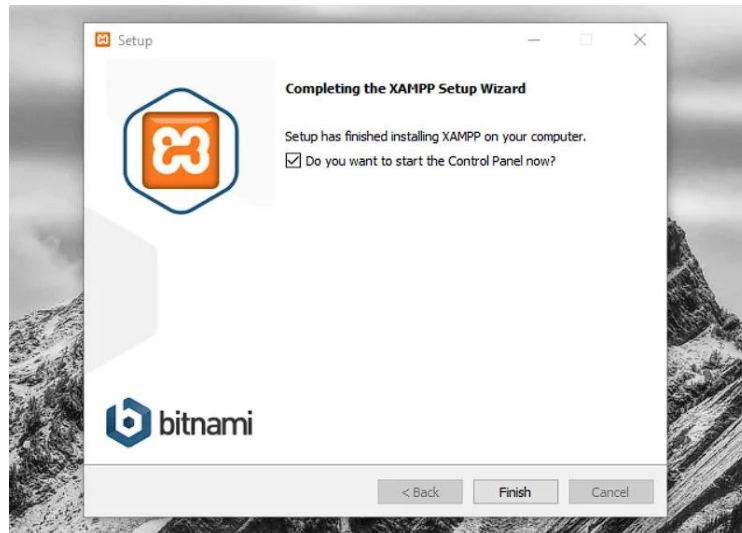 Setup
Completing the XAMPP Setup Wizard
Setup has finished installing XAMPP on your computer.
Do you want to start the Control Panel now?
bitnami
< Back
Finish
Cancel